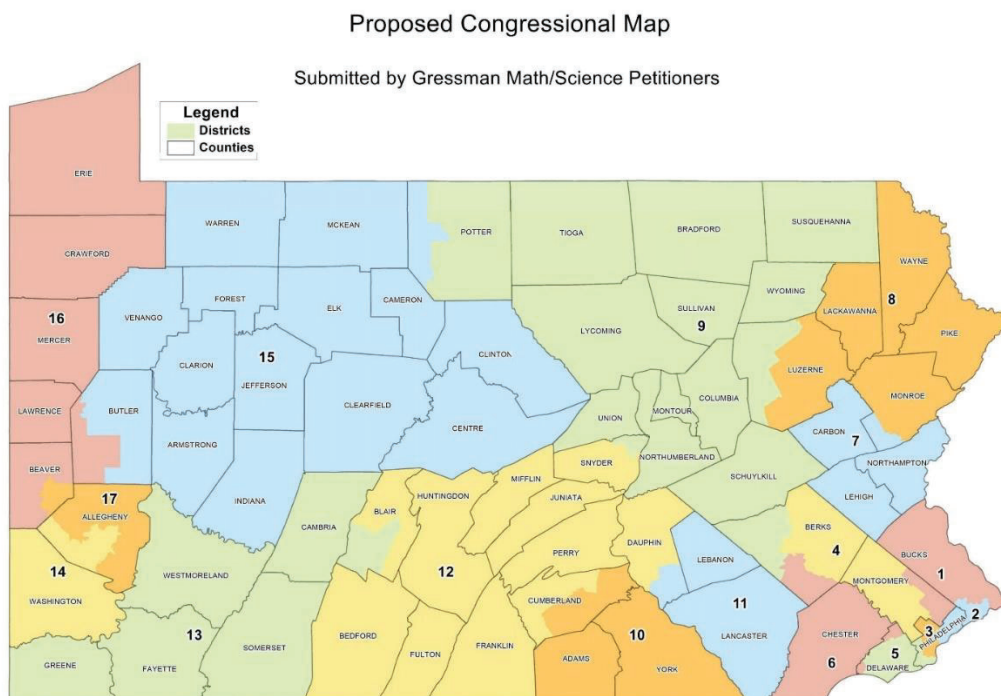 Proposed Congressional Map
Submitted by Gressman Math/Science Petitioners
Legend
Districts
Counties
ERIE
CRAWFORD
WARREN
MCKEAN
POTTER
TIOGA
BRADFORD
SUSQUEHANNA
WAYNE
16
MERCER
VENANGO
FOREST
ELK
CAMERON
LYCOMING
SULLIVAN
9
WYOMING
LACKAWANNA
8
PIKE
CLARION
15
JEFFERSON
CLINTON
LUZERNE
MONROE
LAWRENCE
BUTLER
CLEARFIELD
CENTRE
UNION
MONTOUR
COLUMBIA
CARBON
7
ARMSTRONG
NORTHUMBERLAND
NORTHAMPTON
BEAVER
INDIANA
SNYDER
SCHUYLKILL
LEHIGH
17
ALLEGHENY
CAMBRIA
BLAIR
HUNTINGDON
MIFFLIN
JUNIATA
DAUPHIN
BERKS
4
BUCKS
1
14
WASHINGTON
WESTMORELAND
12
PERRY
LEBANON
MONTGOMERY
CUMBERLAND
11
3
2
PHILADELPHIA
13
SOMERSET
BEDFORD
FULTON
FRANKLIN
10
ADAMS
YORK
LANCASTER
CHESTER
6
5
DELAWARE
GREENE
FAYETTE